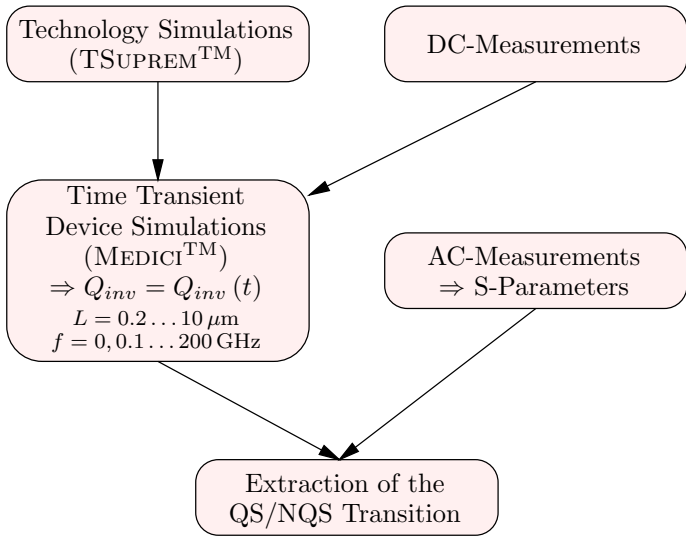 Technology Simulations
(TSUPREM™)
DC-Measurements
Time Transient
Device Simulations
(MEDICI™)
⇒ Q_inv = Q_inv (t)
L = 0.2 … 10 μm
f = 0, 0.1 … 200 GHz
AC-Measurements
⇒ S-Parameters
Extraction of the
QS/NQS Transition